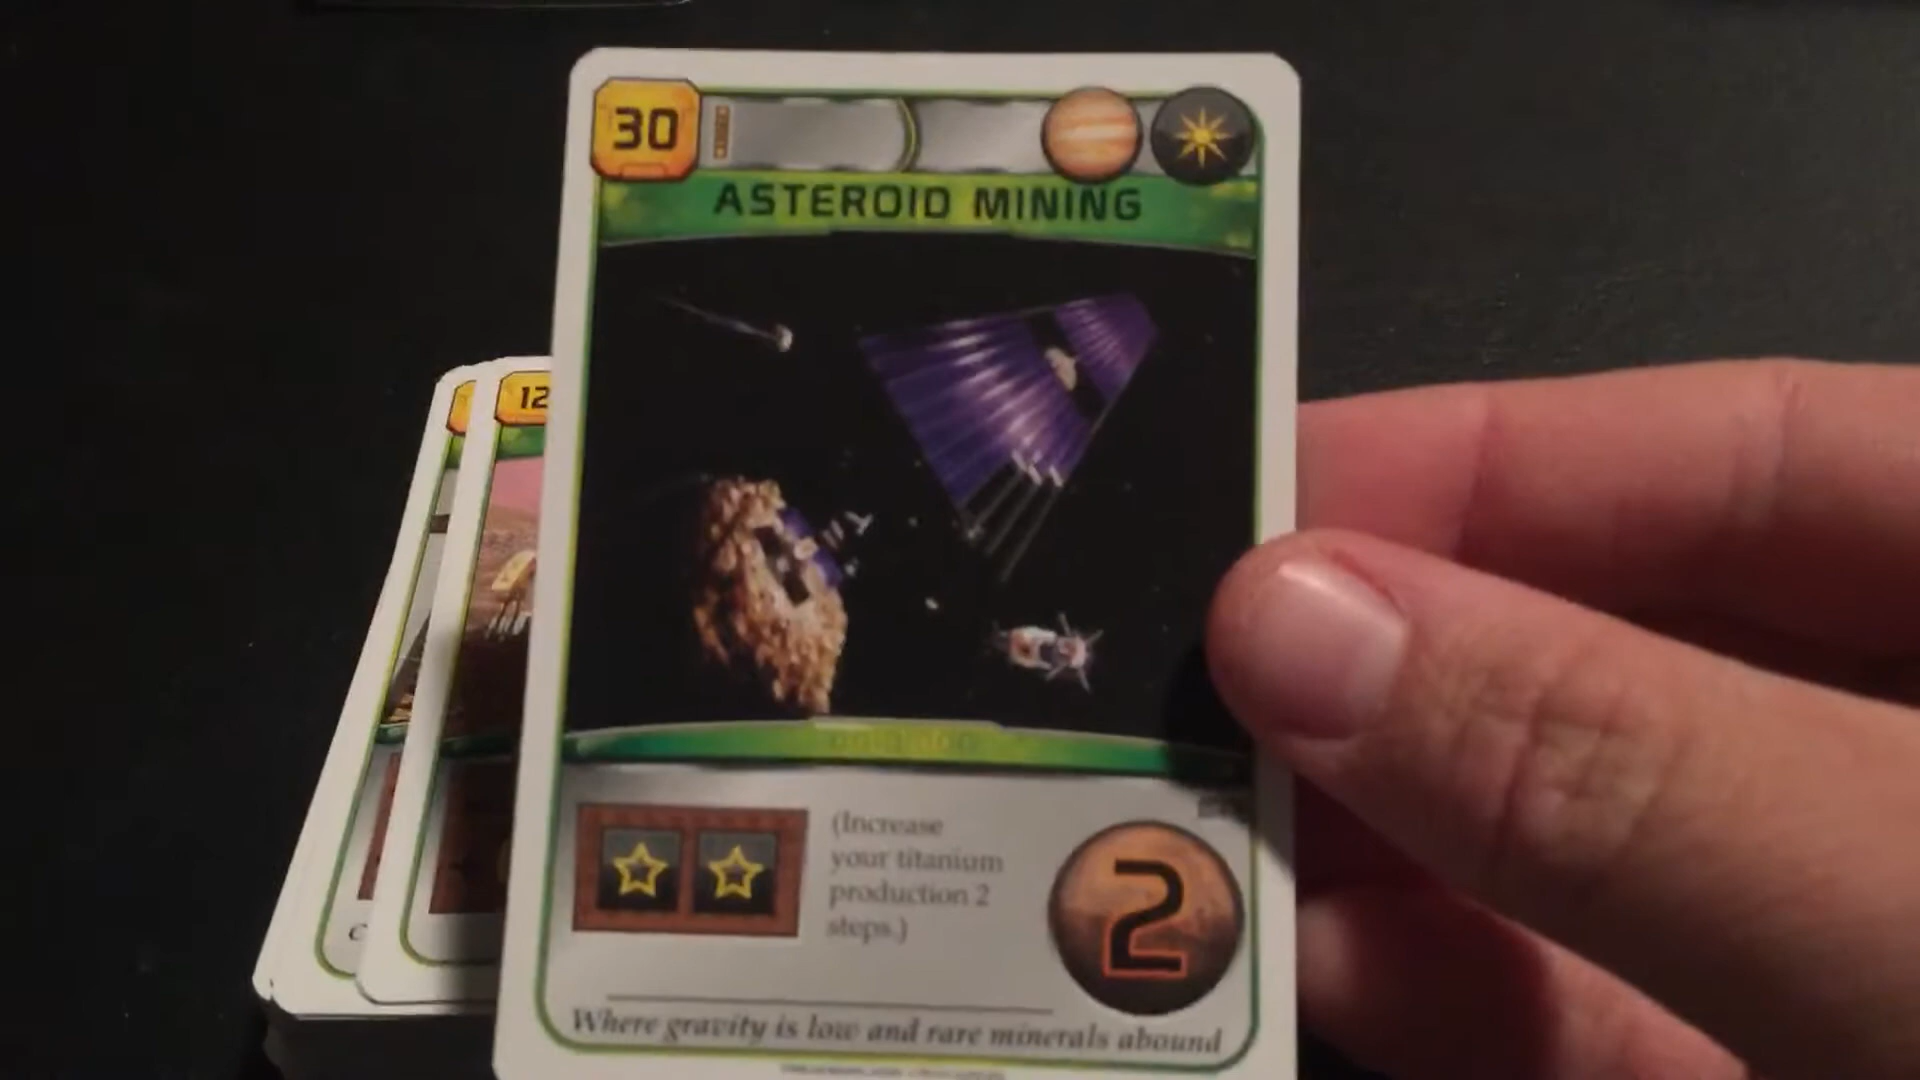 30
ASTEROID MINING
12
(Increase
your titanium
production 2
steps.)
2
c
Where gravity is low and rare minerals abound